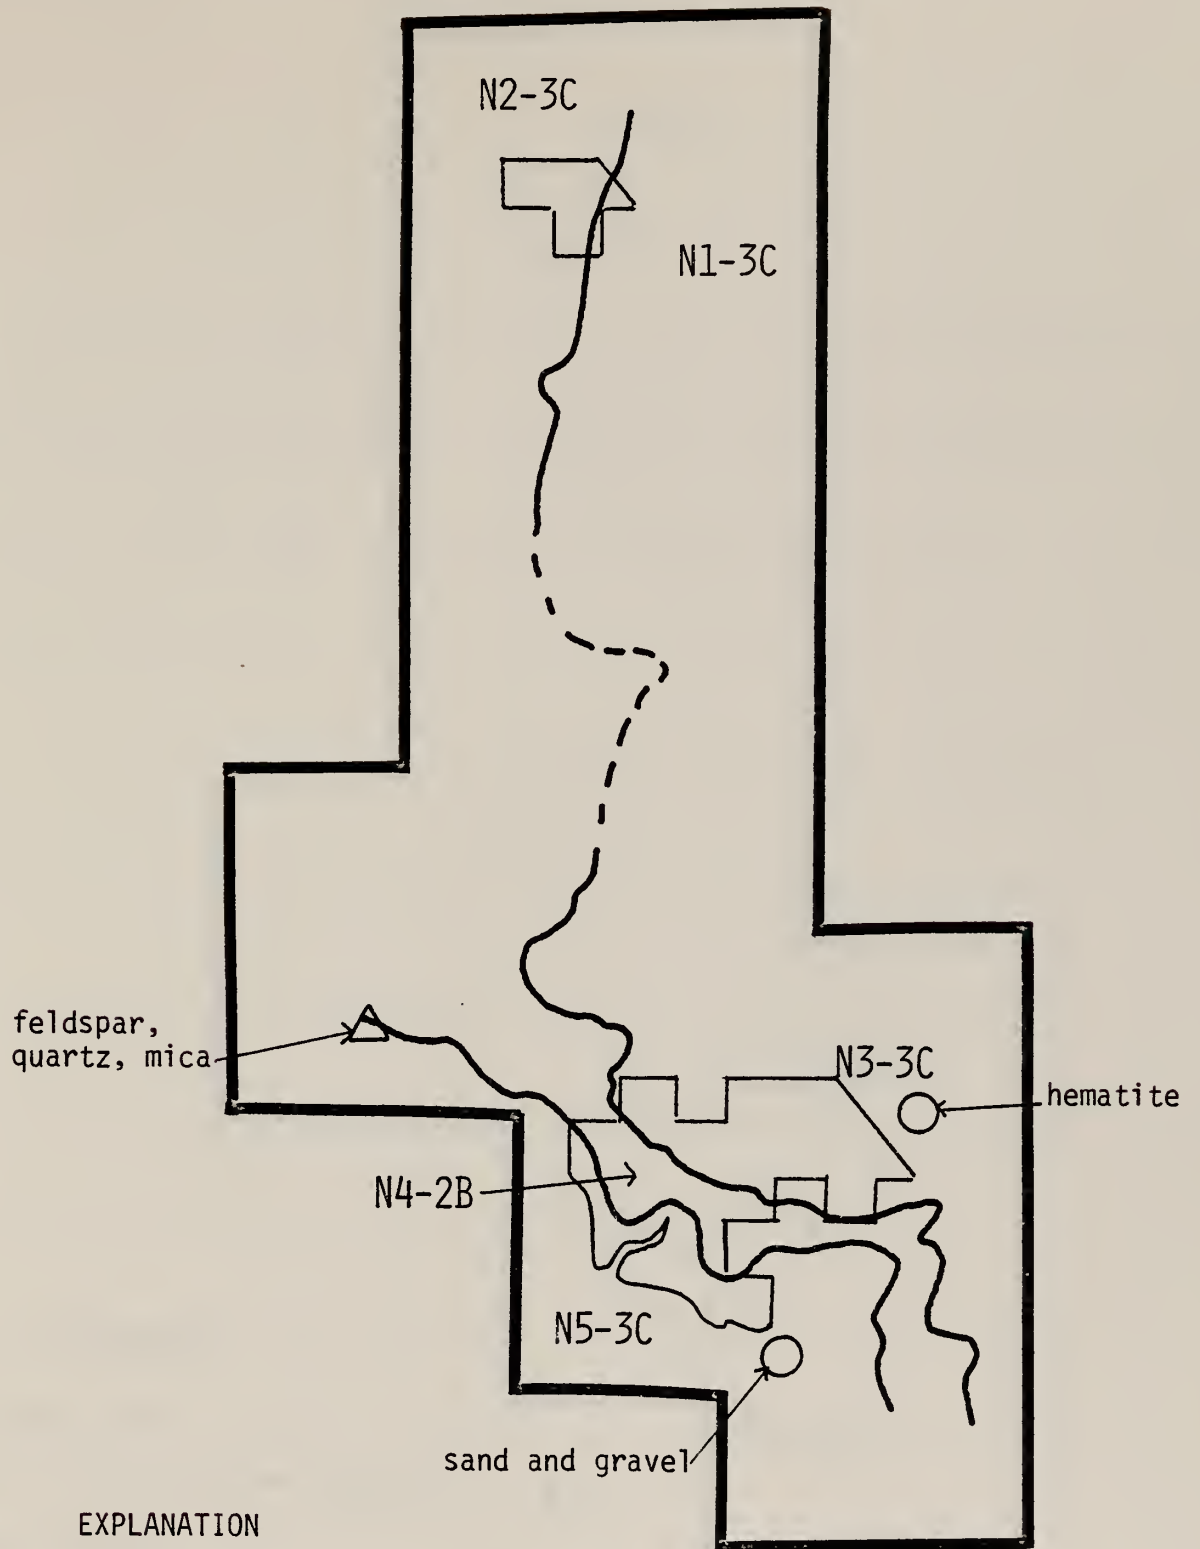 N2-3C
N1-3C
feldspar,
quartz, mica
N3-3C
hematite
N4-2B
N5-3C
sand and gravel
EXPLANATION